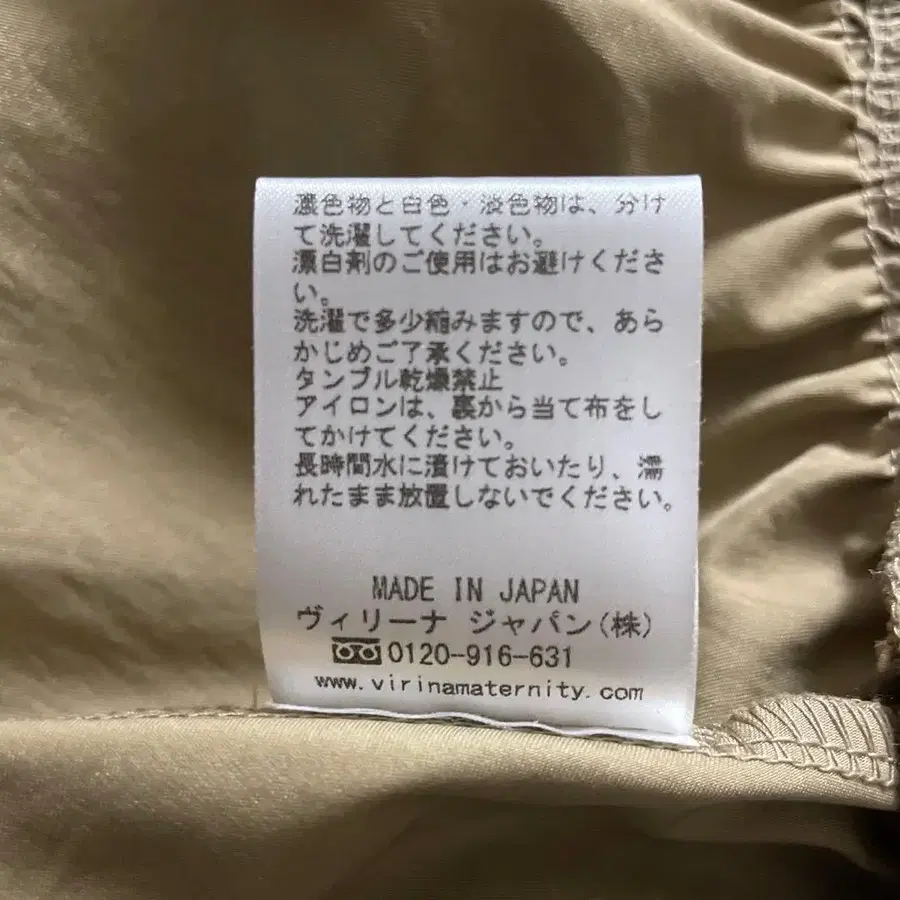 濃色物と白色・淡色物は、分け
て洗濯してください。
漂白剤のご使用はお避けくださ
い。
洗濯で多少縮みますので、あら
かじめご了承ください。
タンブル乾燥禁止
アイロンは、裏から当て布をし
てかけてください。
長時間水に漬けておいたり、濡
れたまま放置しないでください。
MADE IN JAPAN
ヴィリーナ ジャパン(株)
0120-916-631
www.virinamaternity.com